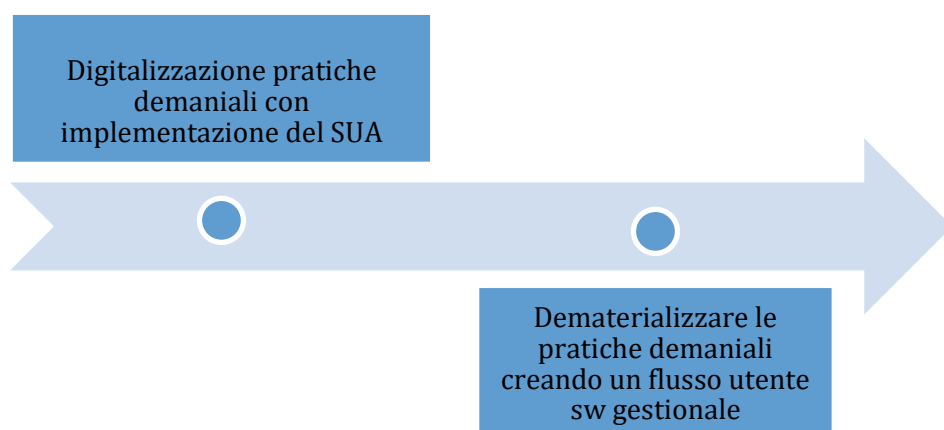 Digitalizzazione pratiche
demaniali con
implementazione del SUA
Dematerializzare le
pratiche demaniali
creando un flusso utente
sw gestionale